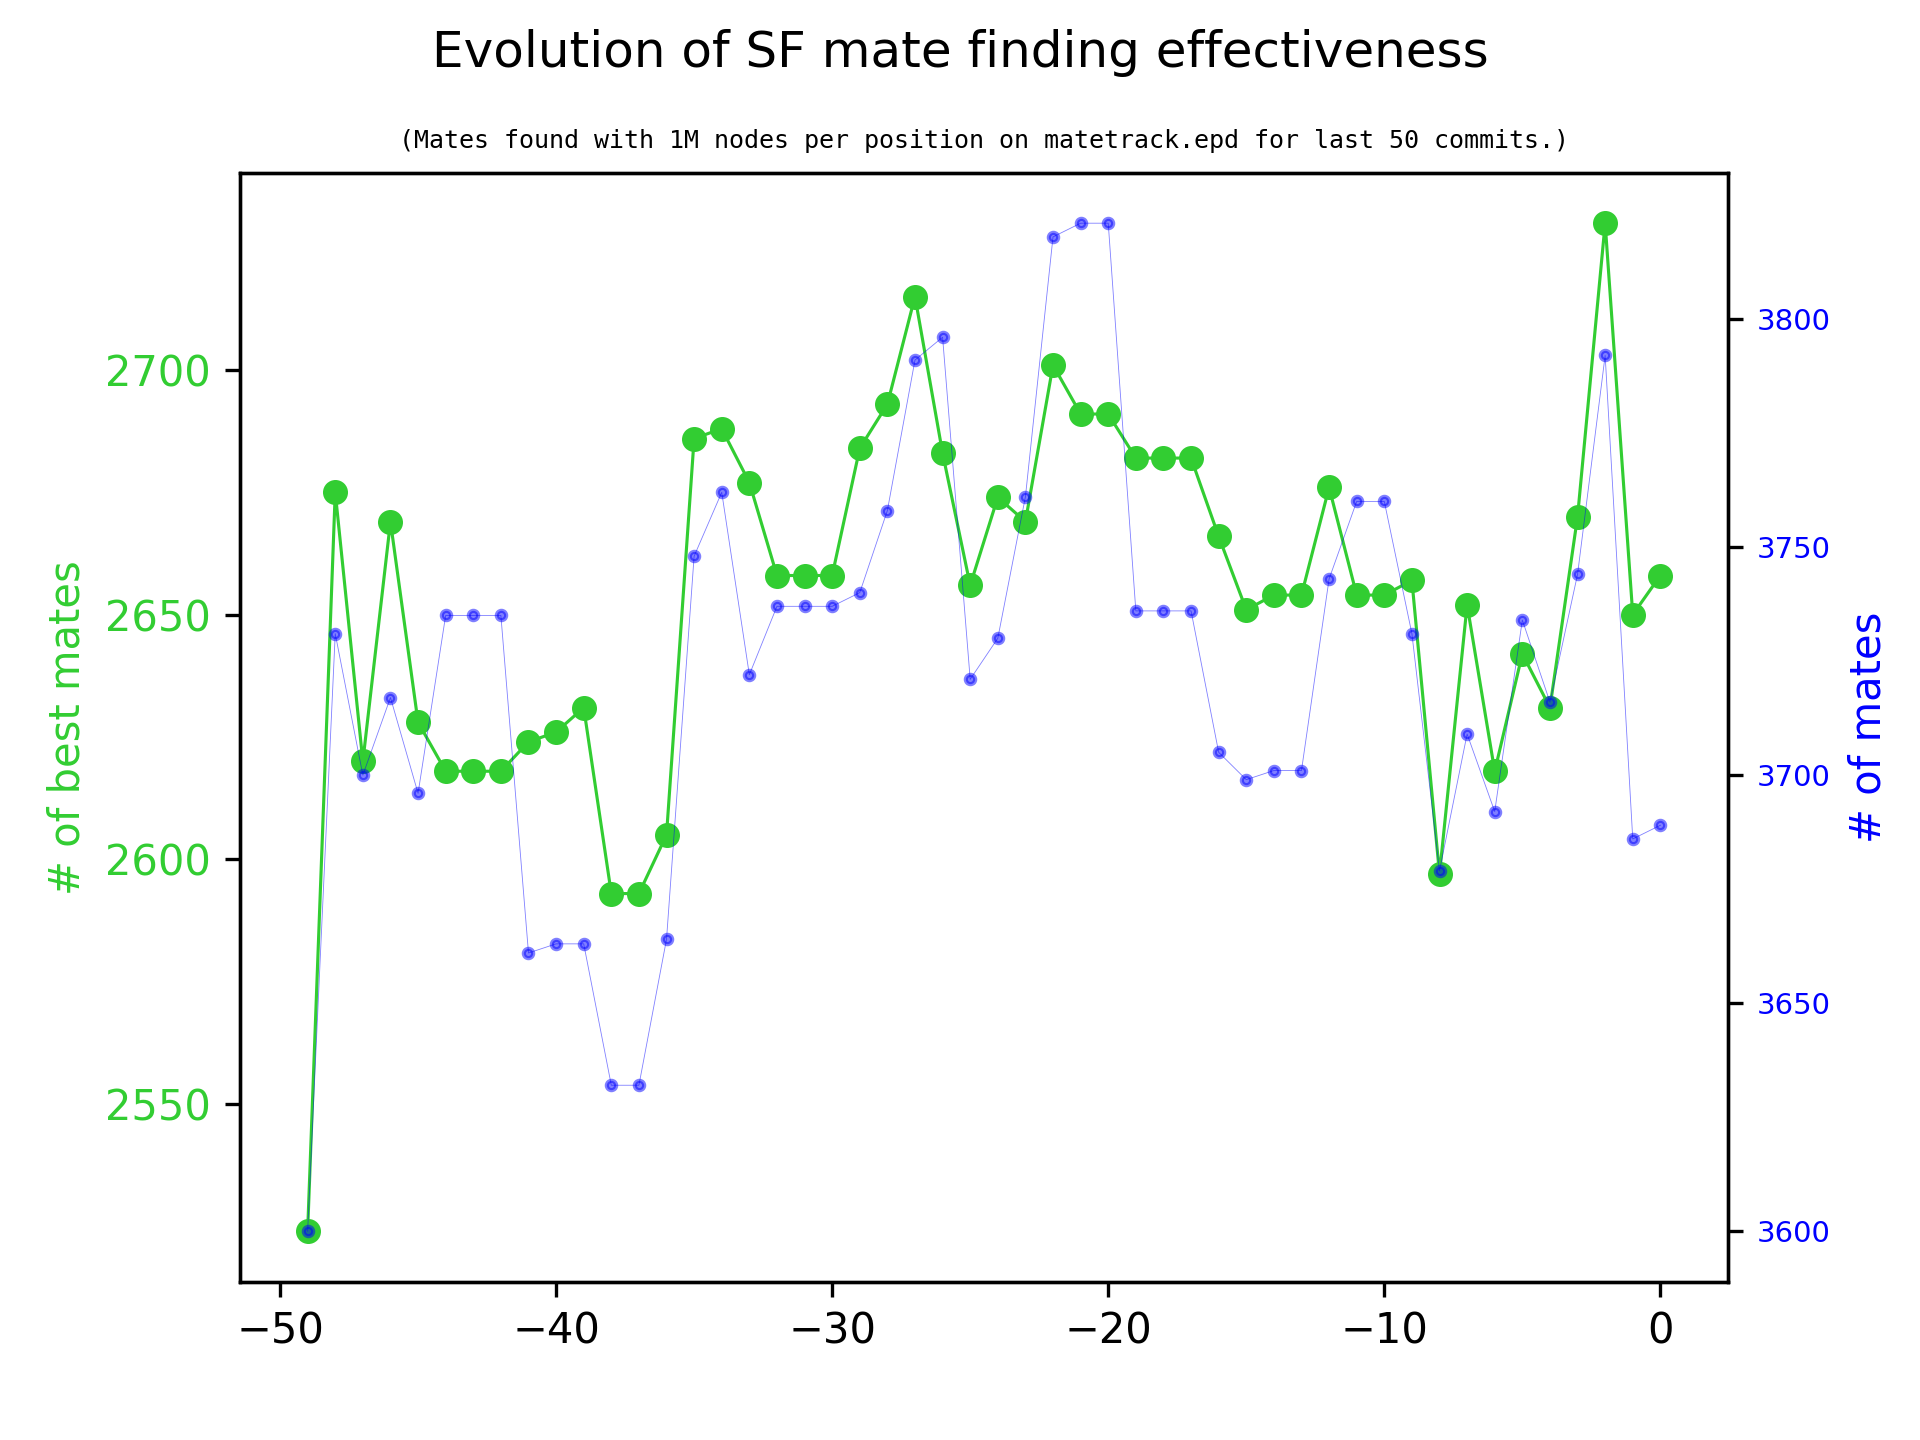 Evolution of SF mate finding effectiveness
(Mates found with 1M nodes per position on matetrack.epd for last 50 commits.)
# of best mates
2700
2650
2600
2550
3800
3750
3700
3650
3600
# of mates
−50 −40 −30 −20 −10 0